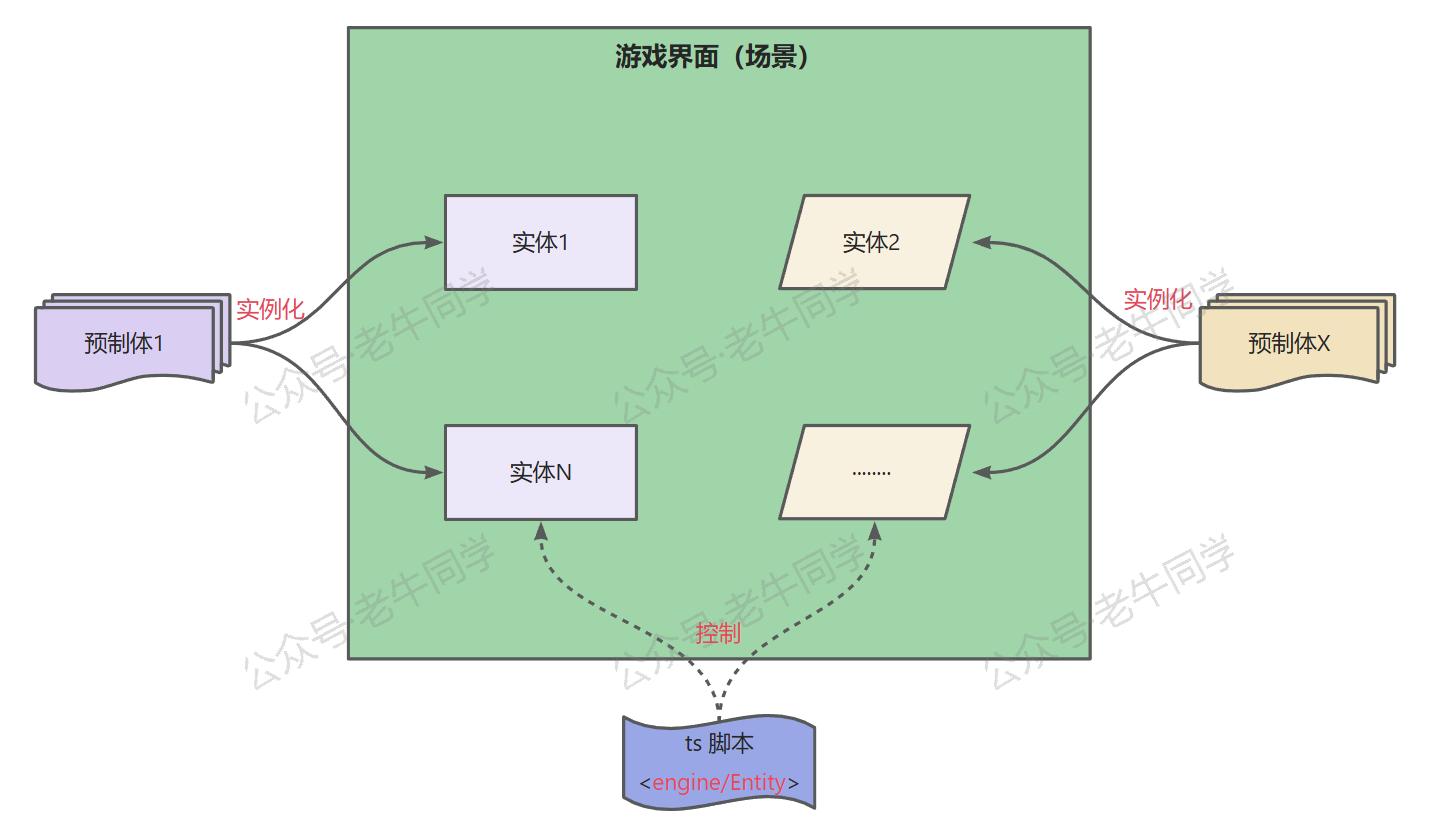 游戏界面（场景）
实体1
实体2
实例化
实例化
预制体1
预制体X
实体N
........
控制
ts 脚本
<engine/Entity>
公众号·老牛同学
公众号·老牛同学
公众号·老牛同学
公众号·老牛同学
公众号·老牛同学
公众号·老牛同学